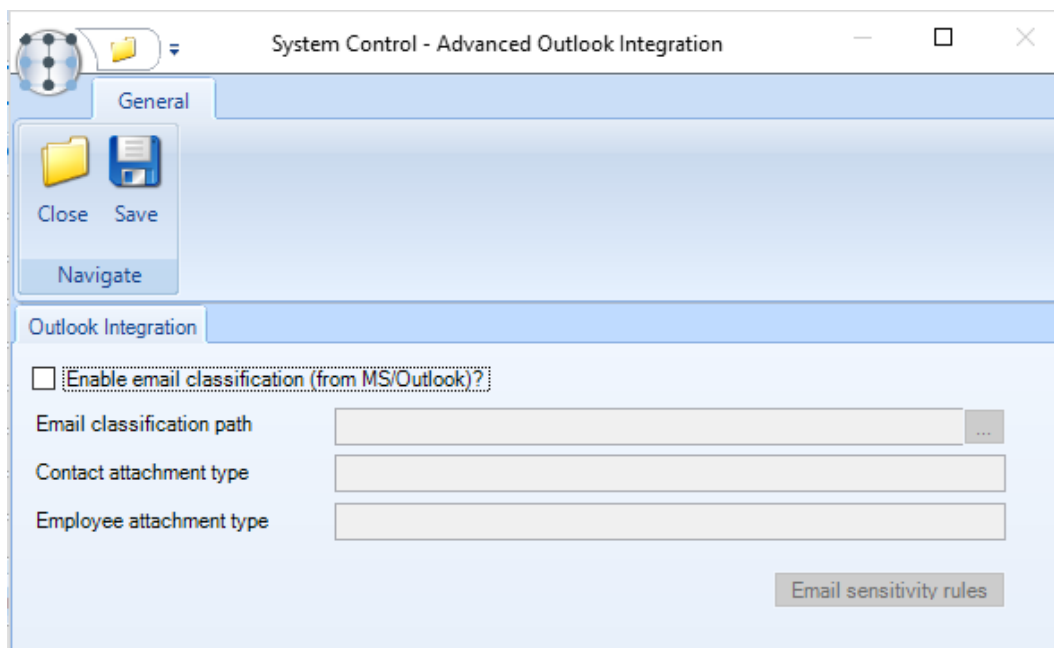 System Control - Advanced Outlook Integration
General
Close Save
Navigate
Outlook Integration
Enable email classification (from MS/Outlook)?
Email classification path ...
Contact attachment type
Employee attachment type
Email sensitivity rules